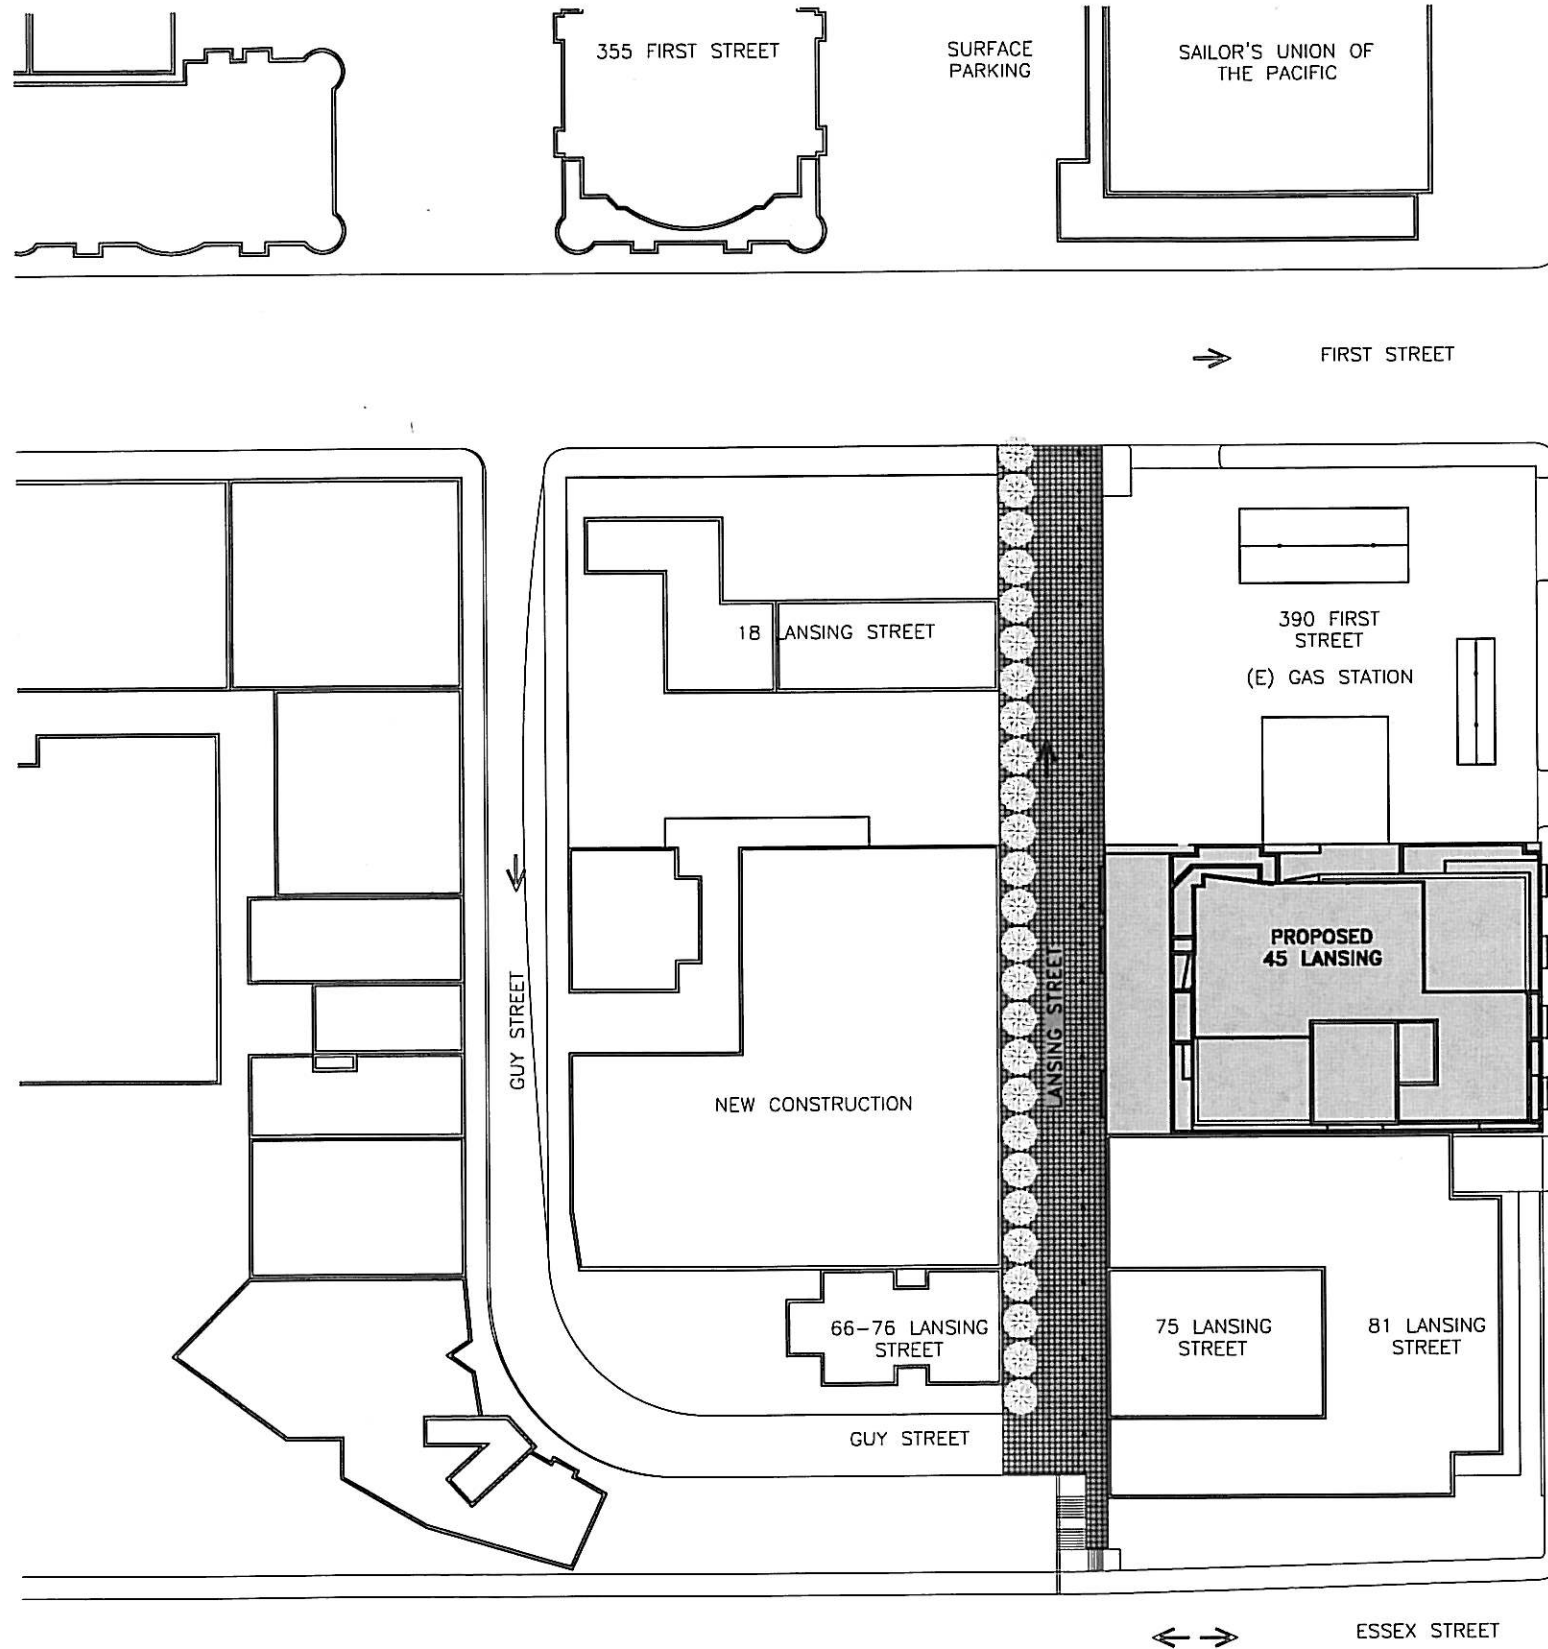 355 FIRST STREET
SURFACE
PARKING
SAILOR'S UNION OF
THE PACIFIC
FIRST STREET
18 LANSING STREET
390 FIRST
STREET
(E) GAS STATION
PROPOSED
45 LANSING
GUY STREET
LANSING STREET
NEW CONSTRUCTION
66-76 LANSING
STREET
75 LANSING
STREET
81 LANSING
STREET
GUY STREET
ESSEX STREET